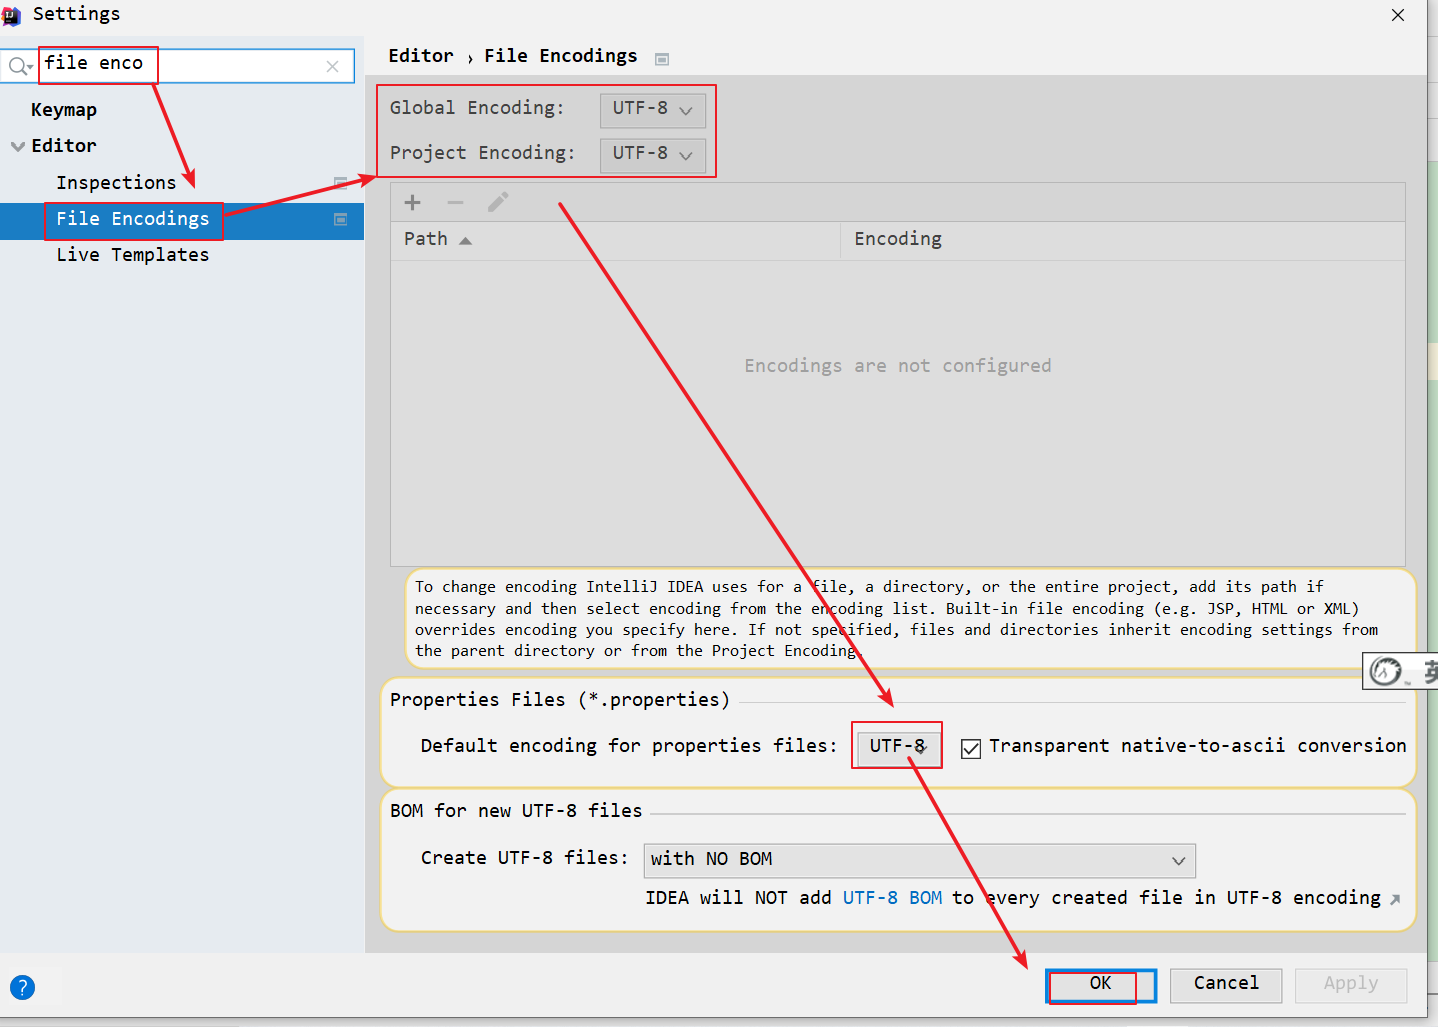 Settings
file enco
Keymap
Editor
Inspections
File Encodings
Live Templates
Editor › File Encodings
Global Encoding: UTF-8
Project Encoding: UTF-8
Path Encoding
Encodings are not configured
To change encoding IntelliJ IDEA uses for a file, a directory, or the entire project, add its path if
necessary and then select encoding from the encoding list. Built-in file encoding (e.g. JSP, HTML or XML)
overrides encoding you specify here. If not specified, files and directories inherit encoding settings from
the parent directory or from the Project Encoding.
英
Properties Files (*.properties)
Default encoding for properties files: UTF-8 Transparent native-to-ascii conversion
BOM for new UTF-8 files
Create UTF-8 files: with NO BOM
IDEA will NOT add UTF-8 BOM to every created file in UTF-8 encoding
? OK Cancel Apply